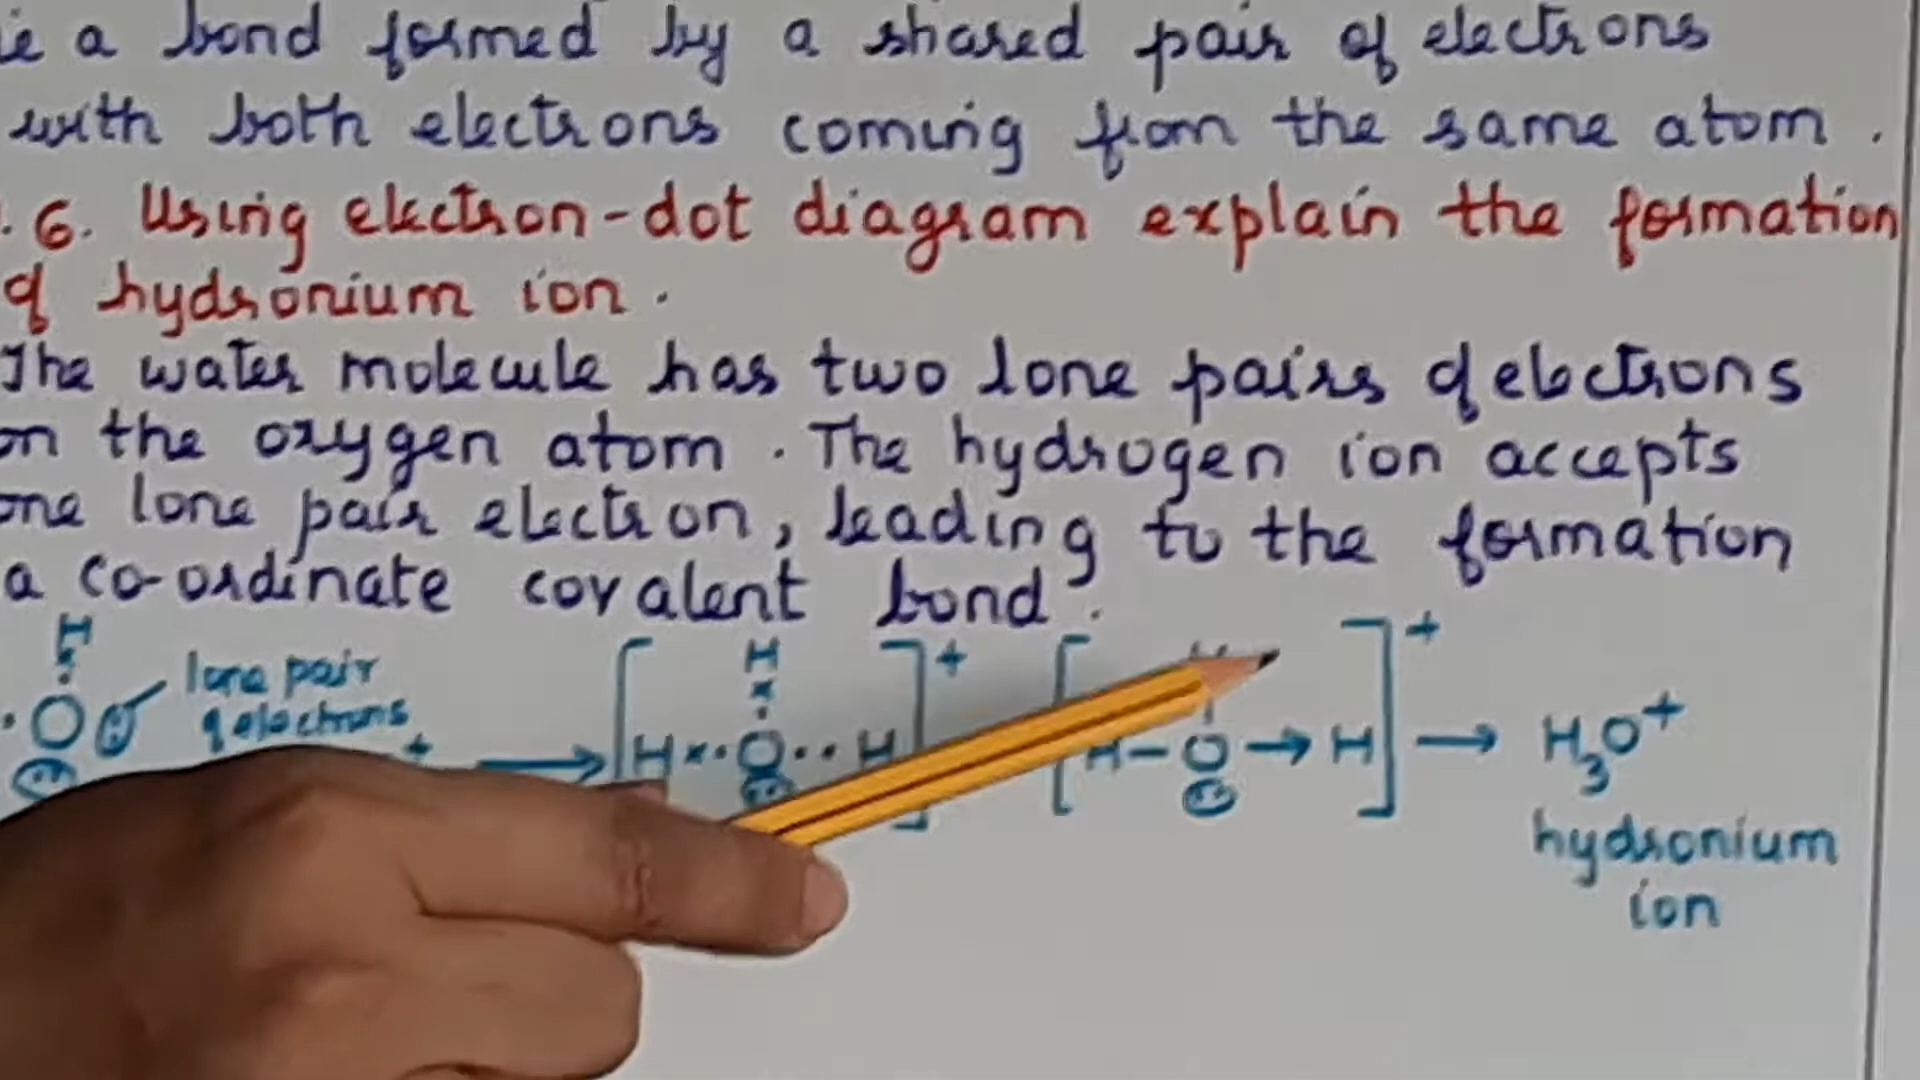 ie a bond formed by a shared pair of electrons
with both electrons coming from the same atom.
6. Using electron-dot diagram explain the formation
of hydronium ion.
The water molecule has two lone pairs of electrons
on the oxygen atom. The hydrogen ion accepts
one lone pair electron, leading to the formation
a co-ordinate covalent bond.
H
O lone pair
of electrons
+ → [H
H x· O ·· H]+ [H – O → H]+ → H3O+
hydronium
ion